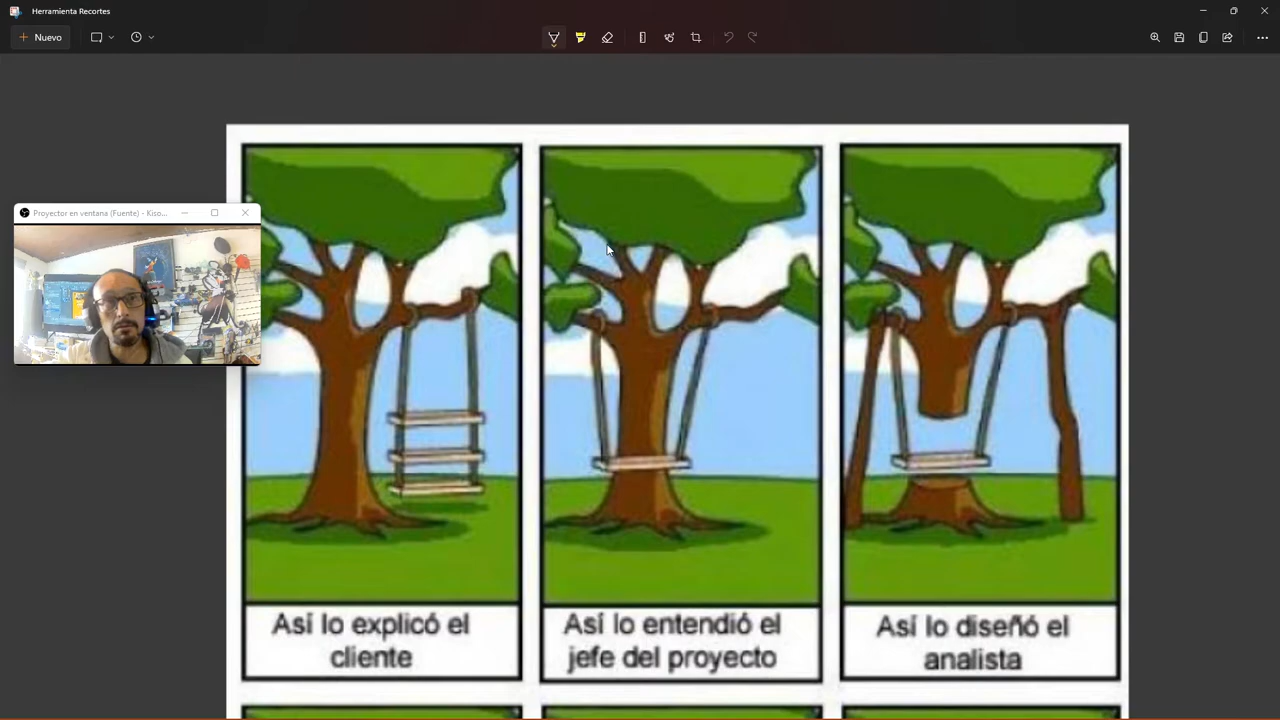 Herramienta Recortes
Nuevo
Proyector en ventana (Fuente) - Kiso...
Así lo explicó el
cliente
Así lo entendió el
jefe del proyecto
Así lo diseñó el
analista